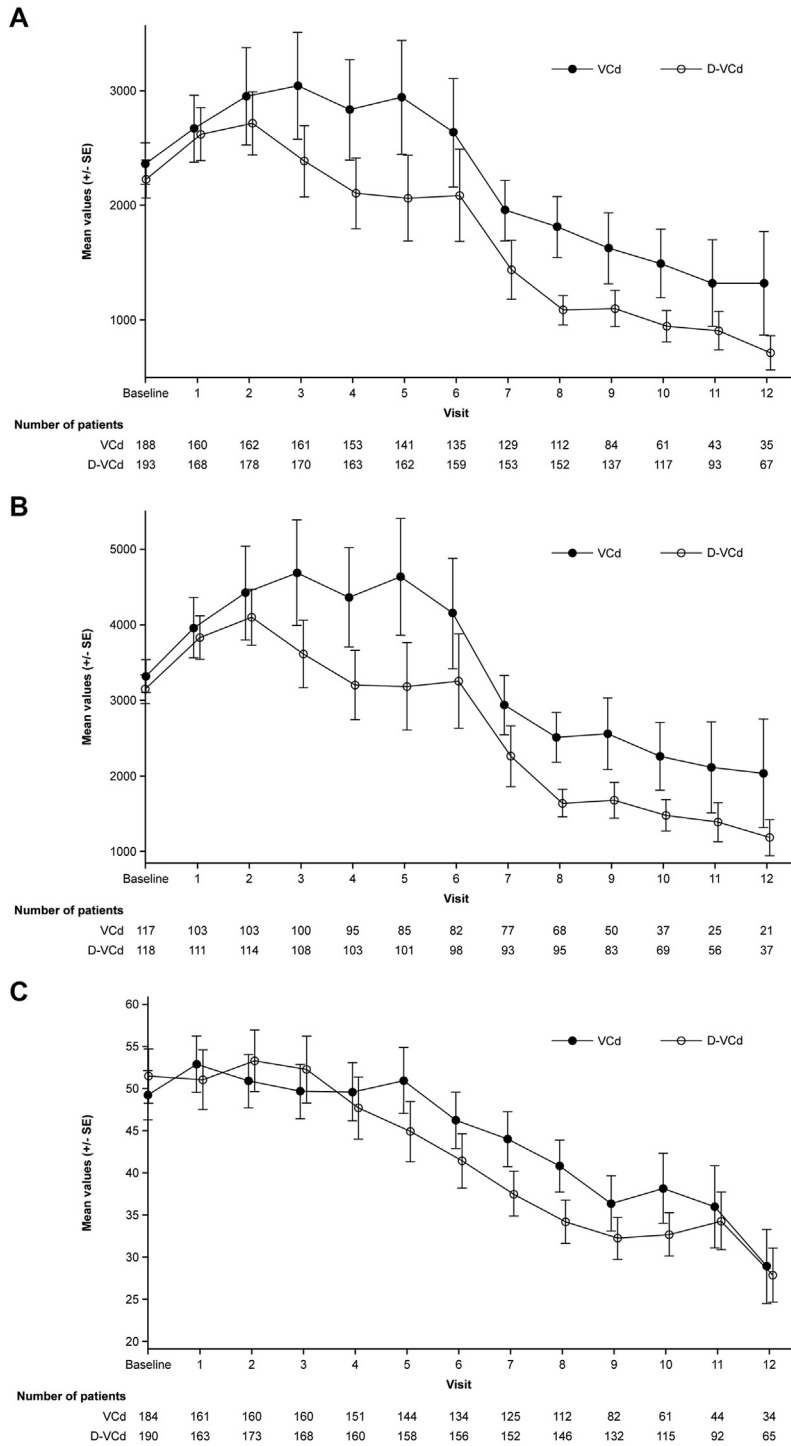 A
VCd D-VCd
3000
2000
1000
Mean values (+/- SE)
Baseline 1 2 3 4 5 6 7 8 9 10 11 12
Visit
Number of patients
VCd 188 160 162 161 153 141 135 129 112 84 61 43 35
D-VCd 193 168 178 170 163 162 159 153 152 137 117 93 67
B
VCd D-VCd
5000
4000
3000
2000
1000
Mean values (+/- SE)
Baseline 1 2 3 4 5 6 7 8 9 10 11 12
Visit
Number of patients
VCd 117 103 103 100 95 85 82 77 68 50 37 25 21
D-VCd 118 111 114 108 103 101 98 93 95 83 69 56 37
C
VCd D-VCd
60
55
50
45
40
35
30
25
20
Mean values (+/- SE)
Baseline 1 2 3 4 5 6 7 8 9 10 11 12
Visit
Number of patients
VCd 184 161 160 160 151 144 134 125 112 82 61 44 34
D-VCd 190 163 173 168 160 158 156 152 146 132 115 92 65